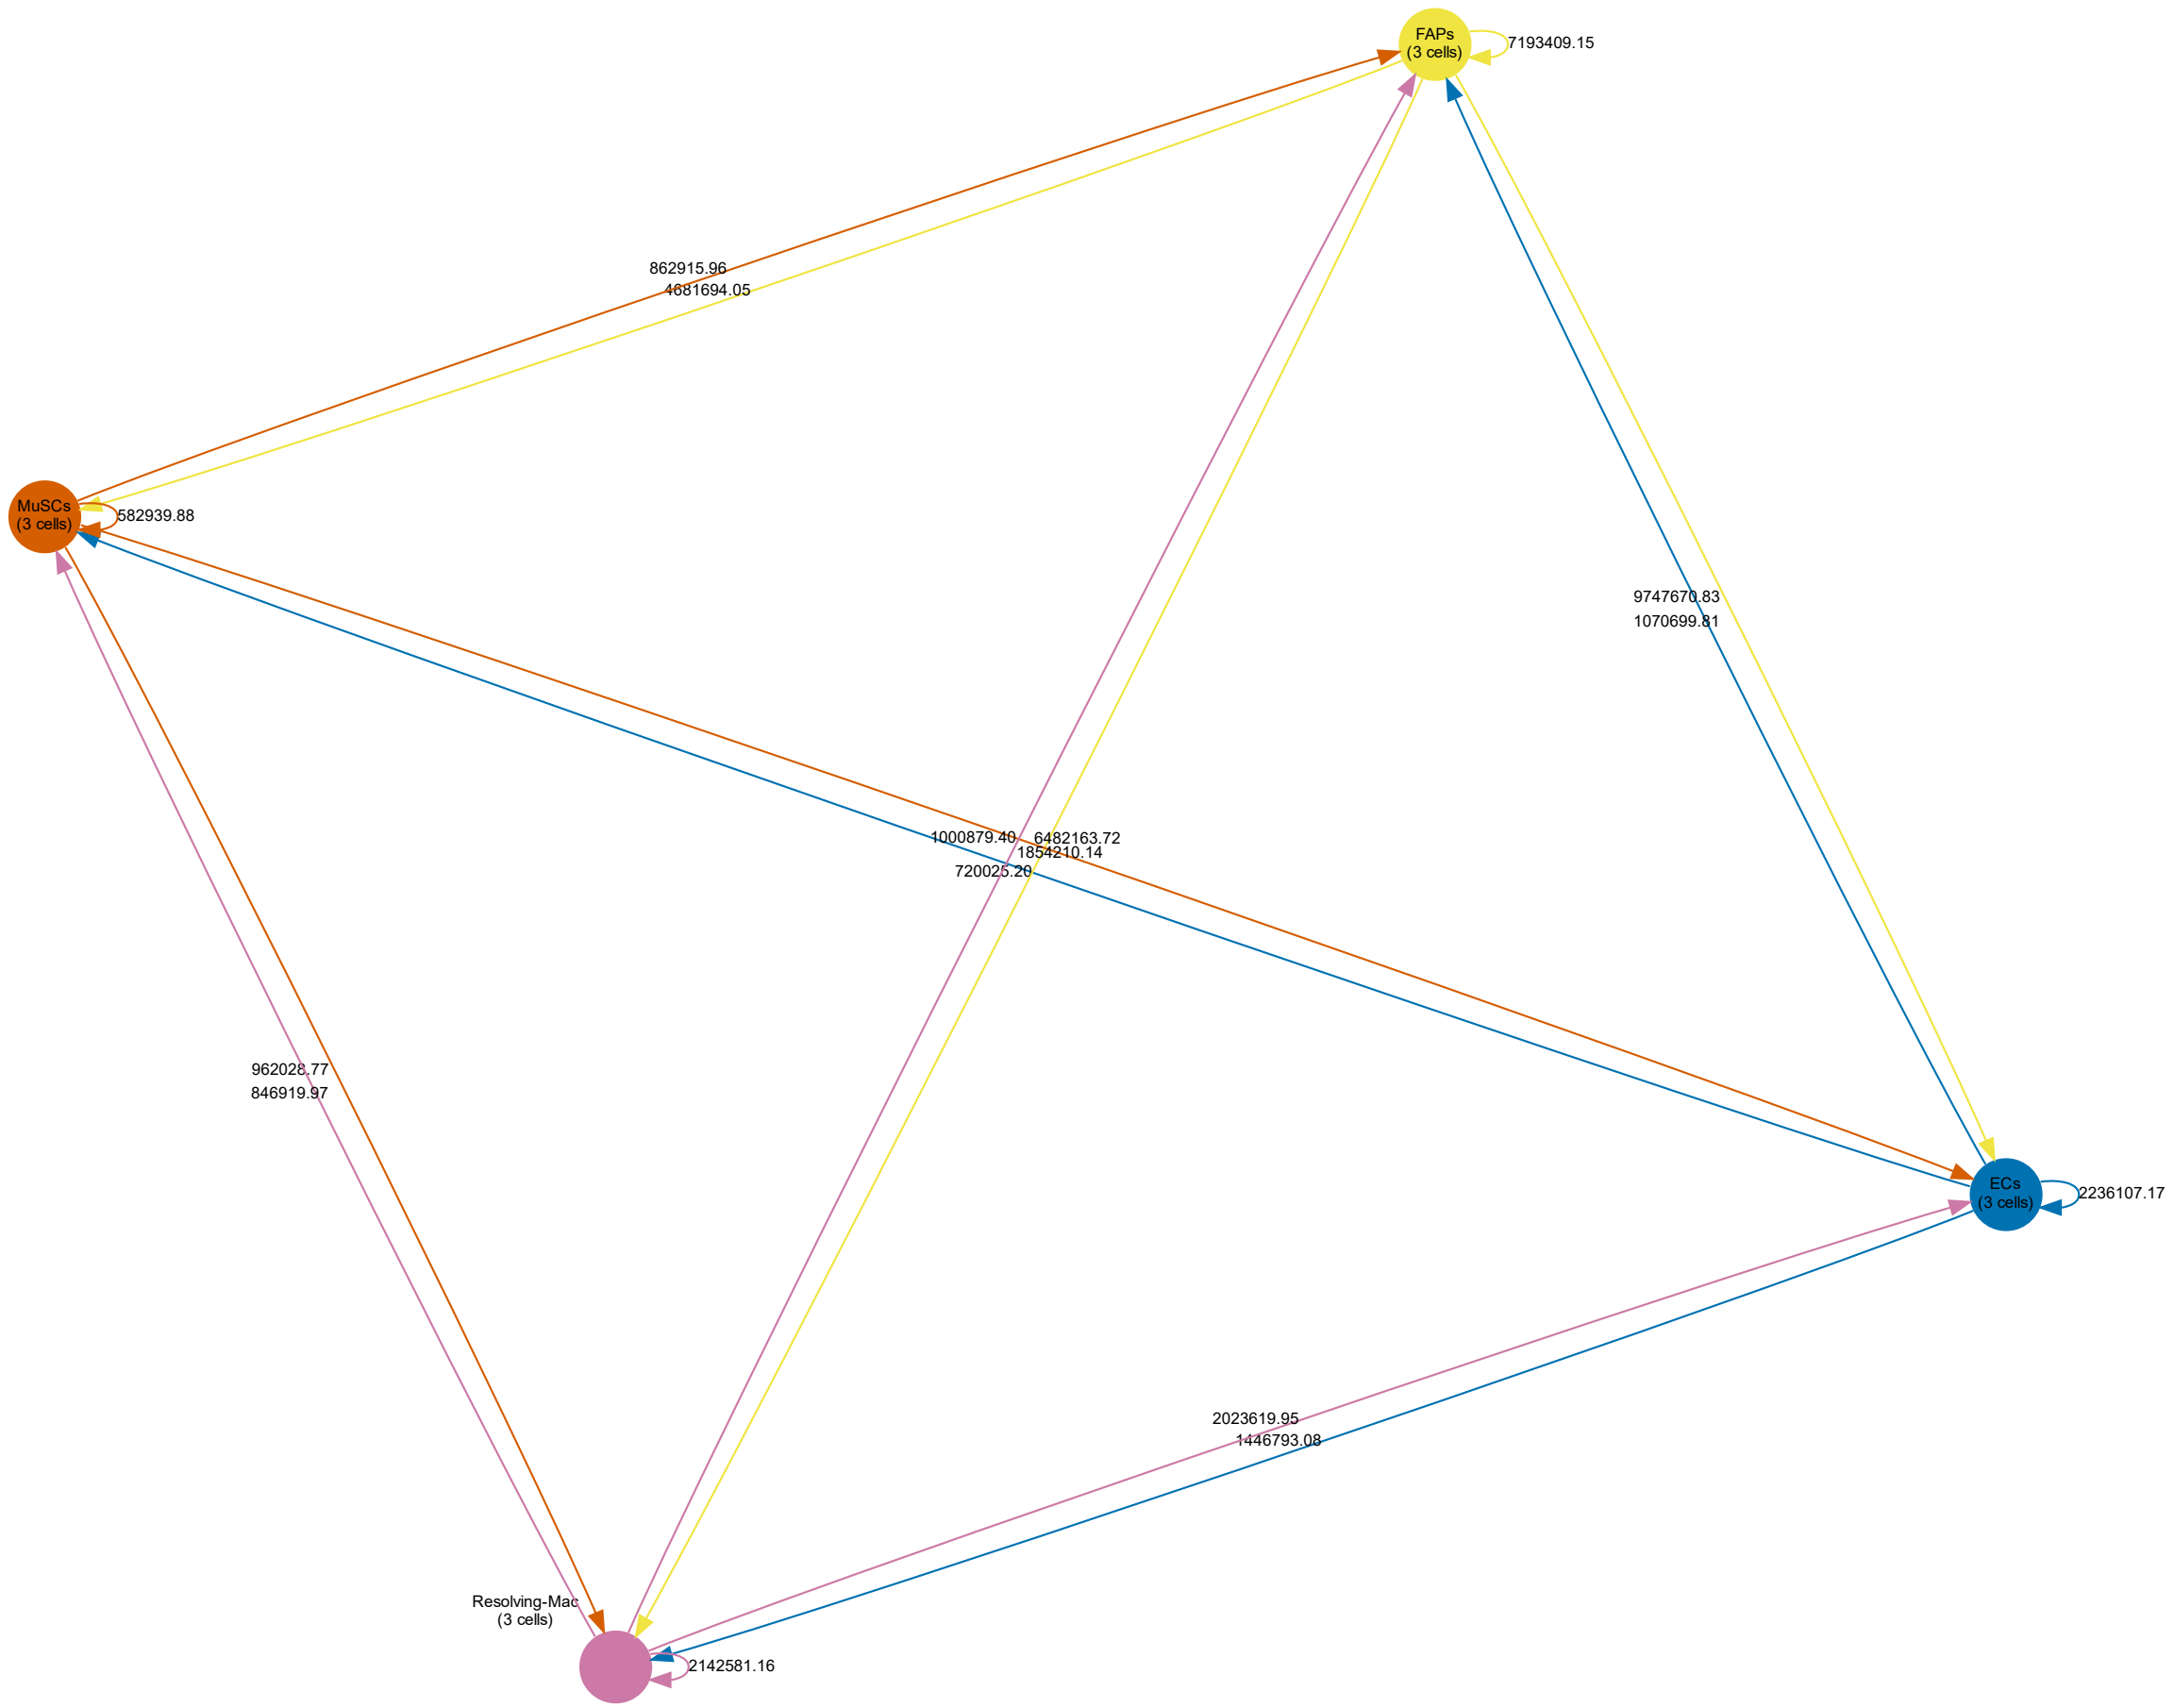 FAPs
(3 cells)
7193409.15
862915.96
4681694.05
MuSCs
(3 cells)
582939.88
9747670.83
1070699.81
1000879.40
6482163.72
1854210.14
720025.20
962028.77
846919.97
ECs
(3 cells)
2236107.17
2023619.95
1446793.08
Resolving-Mac
(3 cells)
2142581.16